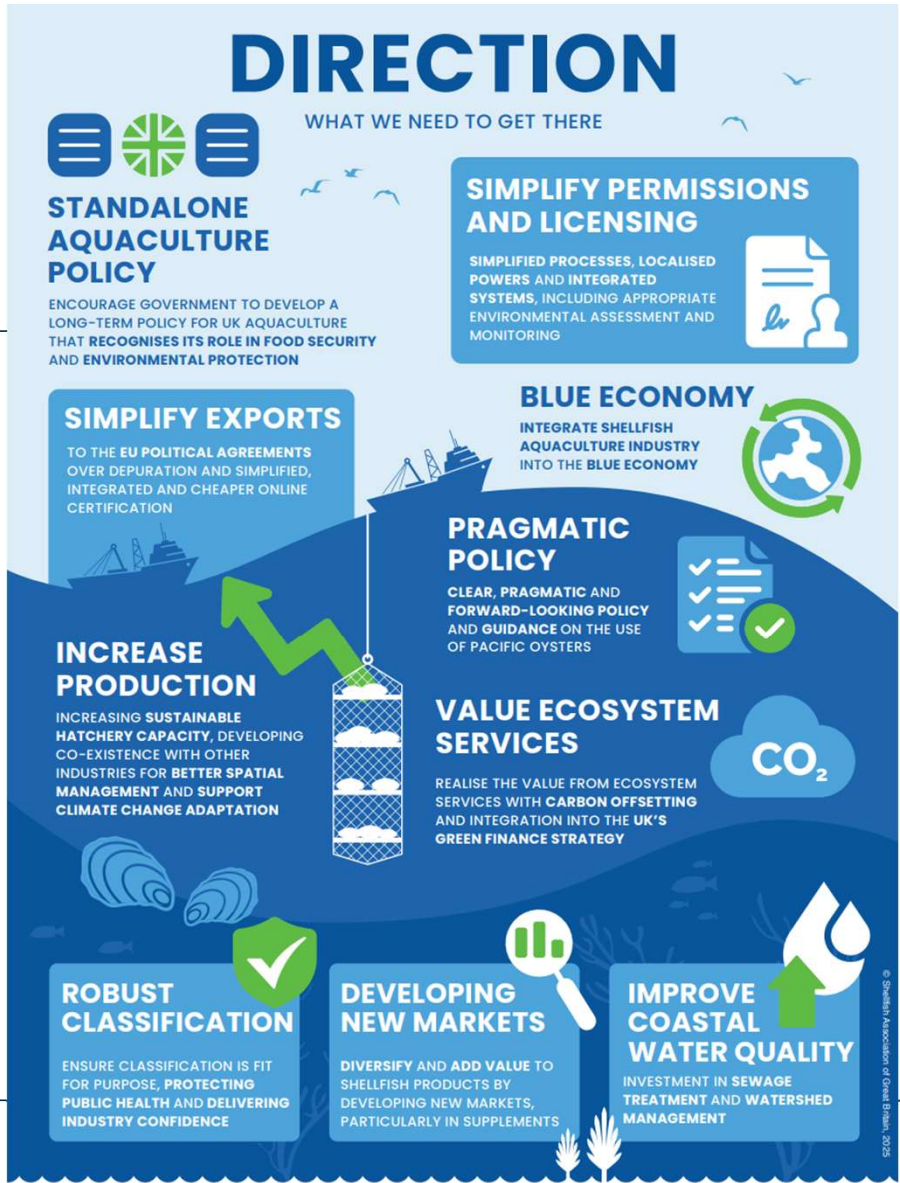 DIRECTION
WHAT WE NEED TO GET THERE
STANDALONE
AQUACULTURE
POLICY
ENCOURAGE GOVERNMENT TO DEVELOP A
LONG-TERM POLICY FOR UK AQUACULTURE
THAT RECOGNISES ITS ROLE IN FOOD SECURITY
AND ENVIRONMENTAL PROTECTION
SIMPLIFY PERMISSIONS
AND LICENSING
SIMPLIFIED PROCESSES, LOCALISED
POWERS AND INTEGRATED
SYSTEMS, INCLUDING APPROPRIATE
ENVIRONMENTAL ASSESSMENT AND
MONITORING
SIMPLIFY EXPORTS
TO THE EU POLITICAL AGREEMENTS
OVER DEPURATION AND SIMPLIFIED,
INTEGRATED AND CHEAPER ONLINE
CERTIFICATION
BLUE ECONOMY
INTEGRATE SHELLFISH
AQUACULTURE INDUSTRY
INTO THE BLUE ECONOMY
PRAGMATIC
POLICY
CLEAR, PRAGMATIC AND
FORWARD-LOOKING POLICY
AND GUIDANCE ON THE USE
OF PACIFIC OYSTERS
INCREASE
PRODUCTION
INCREASING SUSTAINABLE
HATCHERY CAPACITY, DEVELOPING
CO-EXISTENCE WITH OTHER
INDUSTRIES FOR BETTER SPATIAL
MANAGEMENT AND SUPPORT
CLIMATE CHANGE ADAPTATION
VALUE ECOSYSTEM
SERVICES
REALISE THE VALUE FROM ECOSYSTEM
SERVICES WITH CARBON OFFSETTING
AND INTEGRATION INTO THE UK'S
GREEN FINANCE STRATEGY
CO₂
ROBUST
CLASSIFICATION
ENSURE CLASSIFICATION IS FIT
FOR PURPOSE, PROTECTING
PUBLIC HEALTH AND DELIVERING
INDUSTRY CONFIDENCE
DEVELOPING
NEW MARKETS
DIVERSIFY AND ADD VALUE TO
SHELLFISH PRODUCTS BY
DEVELOPING NEW MARKETS,
PARTICULARLY IN SUPPLEMENTS
IMPROVE
COASTAL
WATER QUALITY
INVESTMENT IN SEWAGE
TREATMENT AND WATERSHED
MANAGEMENT
© Shellfish Association of Great Britain, 2025